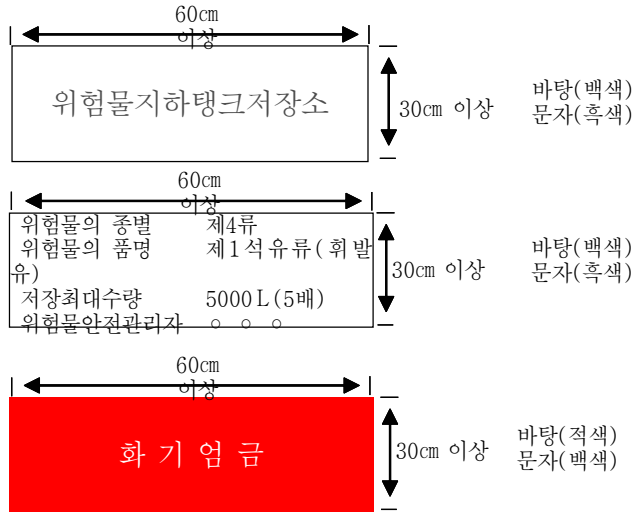 60㎝
이상
위험물지하탱크저장소
30㎝ 이상
바탕(백색)
문자(흑색)
60㎝
이상
위험물의 종별 제4류
위험물의 품명 제1석유류(휘발
유)
저장최대수량 5000L(5배)
위험물안전관리자 ○ ○ ○
30㎝ 이상
바탕(백색)
문자(흑색)
60㎝
이상
화 기 엄 금
30㎝ 이상
바탕(적색)
문자(백색)